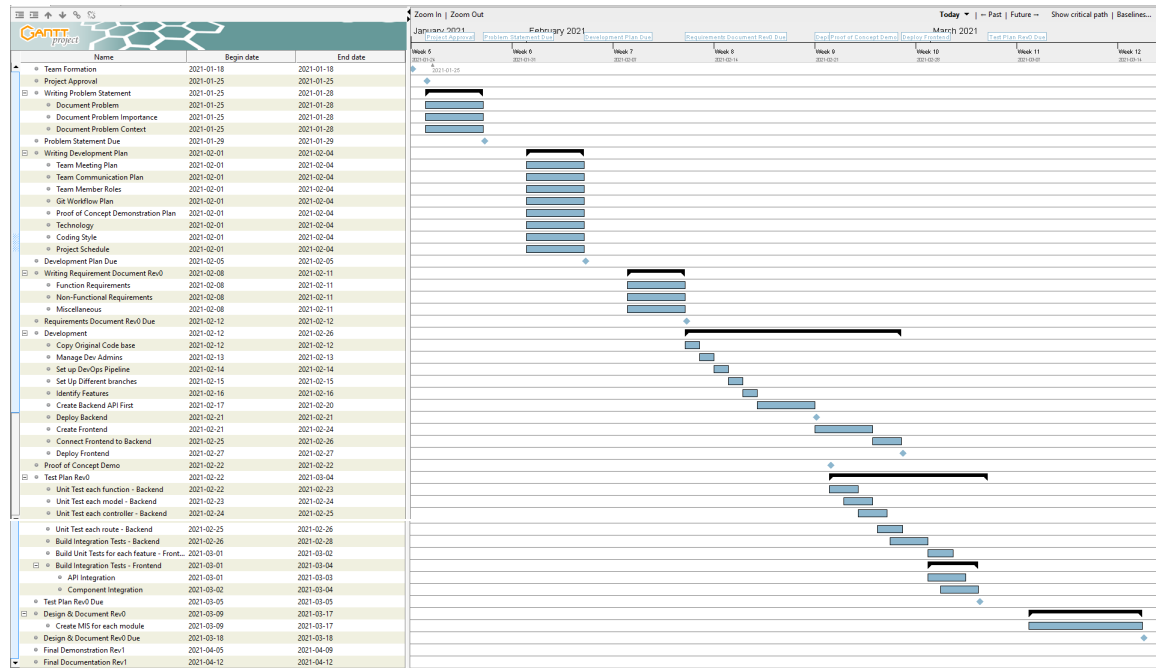 Zoom In | Zoom Out
Today ▼ | ← Past | Future → Show critical path | Baselines...
GANTT project
January 2021 February 2021 March 2021
Project Approval Problem Statement Due Development Plan Due Requirements Document Rev0 Due Proof of Concept Demo Deploy Frontend Test Plan Rev0 Due
Name Begin date End date
Week 5 Week 6 Week 7 Week 8 Week 9 Week 10 Week 11 Week 12
2021-01-24 2021-01-31 2021-02-07 2021-02-14 2021-02-21 2021-02-28 2021-03-14
2021-01-25
Team Formation 2021-01-18 2021-01-18
Project Approval 2021-01-25 2021-01-25
Writing Problem Statement 2021-01-25 2021-01-28
Document Problem 2021-01-25 2021-01-28
Document Problem Importance 2021-01-25 2021-01-28
Document Problem Context 2021-01-25 2021-01-28
Problem Statement Due 2021-01-29 2021-01-29
Writing Development Plan 2021-02-01 2021-02-04
Team Meeting Plan 2021-02-01 2021-02-04
Team Communication Plan 2021-02-01 2021-02-04
Team Member Roles 2021-02-01 2021-02-04
Git Workflow Plan 2021-02-01 2021-02-04
Proof of Concept Demonstration Plan 2021-02-01 2021-02-04
Technology 2021-02-01 2021-02-04
Coding Style 2021-02-01 2021-02-04
Project Schedule 2021-02-01 2021-02-04
Development Plan Due 2021-02-05 2021-02-05
Writing Requirement Document Rev0 2021-02-08 2021-02-11
Function Requirements 2021-02-08 2021-02-11
Non-Functional Requirements 2021-02-08 2021-02-11
Miscellaneous 2021-02-08 2021-02-11
Requirements Document Rev0 Due 2021-02-12 2021-02-12
Development 2021-02-12 2021-02-26
Copy Original Code base 2021-02-12 2021-02-12
Manage Dev Admins 2021-02-13 2021-02-13
Set up DevOps Pipeline 2021-02-14 2021-02-14
Set Up Different branches 2021-02-15 2021-02-15
Identify Features 2021-02-16 2021-02-16
Create Backend API First 2021-02-17 2021-02-20
Deploy Backend 2021-02-21 2021-02-21
Create Frontend 2021-02-21 2021-02-24
Connect Frontend to Backend 2021-02-25 2021-02-26
Deploy Frontend 2021-02-27 2021-02-27
Proof of Concept Demo 2021-02-22 2021-02-22
Test Plan Rev0 2021-02-22 2021-03-04
Unit Test each function - Backend 2021-02-22 2021-02-23
Unit Test each model - Backend 2021-02-23 2021-02-24
Unit Test each controller - Backend 2021-02-24 2021-02-25
Unit Test each route - Backend 2021-02-25 2021-02-26
Build Integration Tests - Backend 2021-02-26 2021-02-28
Build Unit Tests for each feature - Front... 2021-03-01 2021-03-02
Build Integration Tests - Frontend 2021-03-01 2021-03-04
API Integration 2021-03-01 2021-03-03
Component Integration 2021-03-02 2021-03-04
Test Plan Rev0 Due 2021-03-05 2021-03-05
Design & Document Rev0 2021-03-09 2021-03-17
Create MIS for each module 2021-03-09 2021-03-17
Design & Document Rev0 Due 2021-03-18 2021-03-18
Final Demonstration Rev1 2021-04-05 2021-04-09
Final Documentation Rev1 2021-04-12 2021-04-12